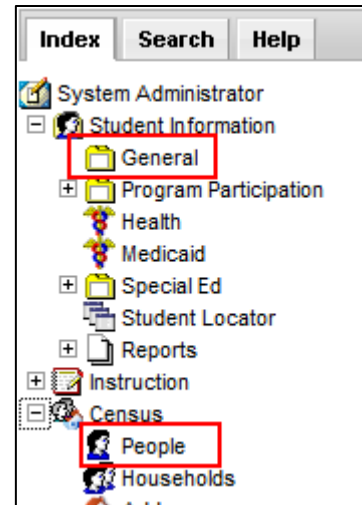 Index Search Help
System Administrator
Student Information
General
Program Participation
Health
Medicaid
Special Ed
Student Locator
Reports
Instruction
Census
People
Households